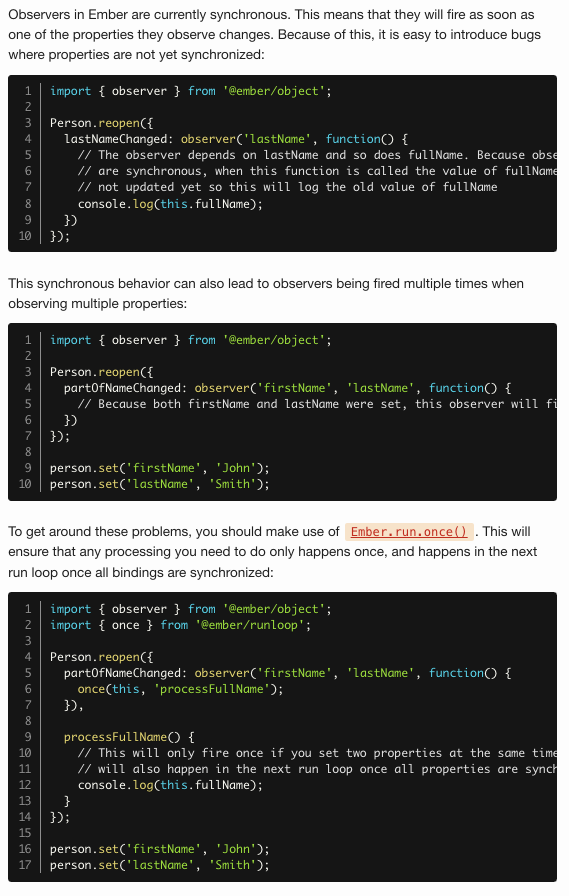 Observers in Ember are currently synchronous. This means that they will fire as soon as
one of the properties they observe changes. Because of this, it is easy to introduce bugs
where properties are not yet synchronized:
1 import { observer } from '@ember/object';
2
3 Person.reopen({
4 lastNameChanged: observer('lastName', function() {
5 // The observer depends on lastName and so does fullName. Because obse
6 // are synchronous, when this function is called the value of fullName
7 // not updated yet so this will log the old value of fullName
8 console.log(this.fullName);
9 })
10 });
This synchronous behavior can also lead to observers being fired multiple times when
observing multiple properties:
1 import { observer } from '@ember/object';
2
3 Person.reopen({
4 partOfNameChanged: observer('firstName', 'lastName', function() {
5 // Because both firstName and lastName were set, this observer will fi
6 })
7 });
8
9 person.set('firstName', 'John');
10 person.set('lastName', 'Smith');
To get around these problems, you should make use of Ember.run.once(). This will
ensure that any processing you need to do only happens once, and happens in the next
run loop once all bindings are synchronized:
1 import { observer } from '@ember/object';
2 import { once } from '@ember/runloop';
3
4 Person.reopen({
5 partOfNameChanged: observer('firstName', 'lastName', function() {
6 once(this, 'processFullName');
7 }),
8
9 processFullName() {
10 // This will only fire once if you set two properties at the same time
11 // will also happen in the next run loop once all properties are synch
12 console.log(this.fullName);
13 }
14 });
15
16 person.set('firstName', 'John');
17 person.set('lastName', 'Smith');